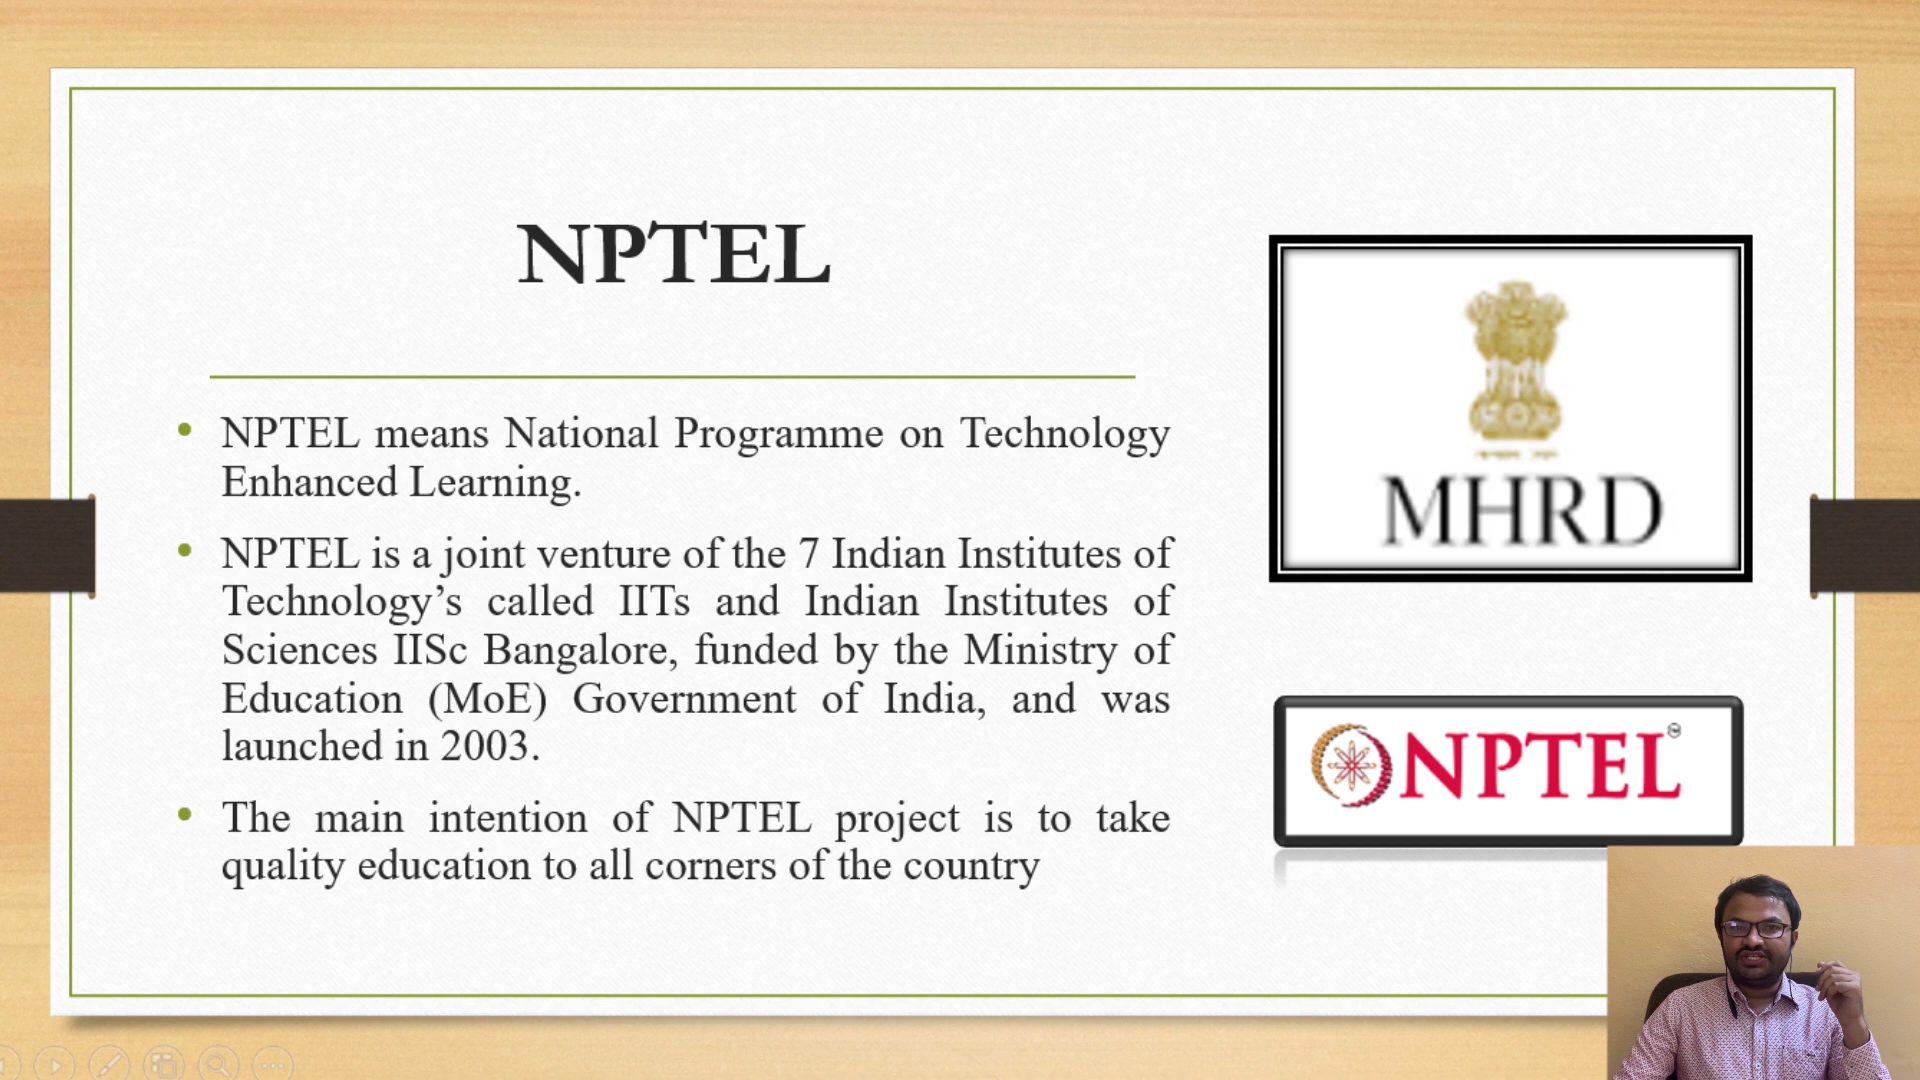 NPTEL
• NPTEL means National Programme on Technology
Enhanced Learning.
• NPTEL is a joint venture of the 7 Indian Institutes of
Technology’s called IITs and Indian Institutes of
Sciences IISc Bangalore, funded by the Ministry of
Education (MoE) Government of India, and was
launched in 2003.
• The main intention of NPTEL project is to take
quality education to all corners of the country
MHRD
NPTEL